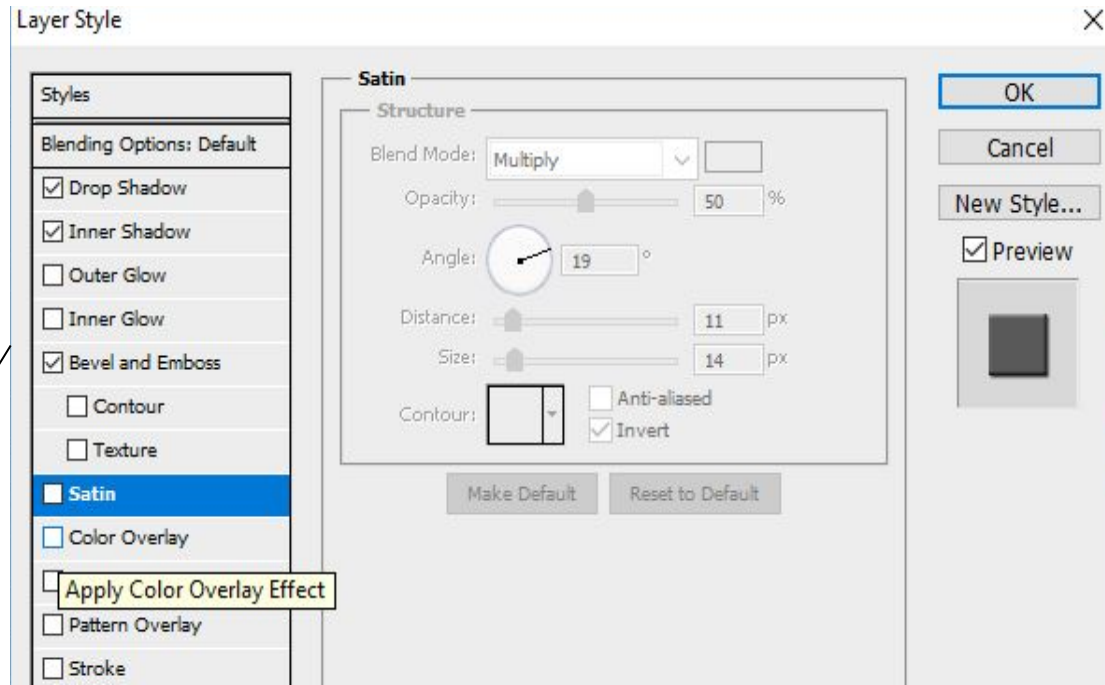 Layer Style
Styles
Blending Options: Default
Drop Shadow
Inner Shadow
Outer Glow
Inner Glow
Bevel and Emboss
Contour
Texture
Satin
Color Overlay
Apply Color Overlay Effect
Pattern Overlay
Stroke
Satin
Structure
Blend Mode: Multiply
Opacity: 50 %
Angle: 19 °
Distance: 11 px
Size: 14 px
Contour: Anti-aliased
Invert
Make Default Reset to Default
OK
Cancel
New Style...
Preview